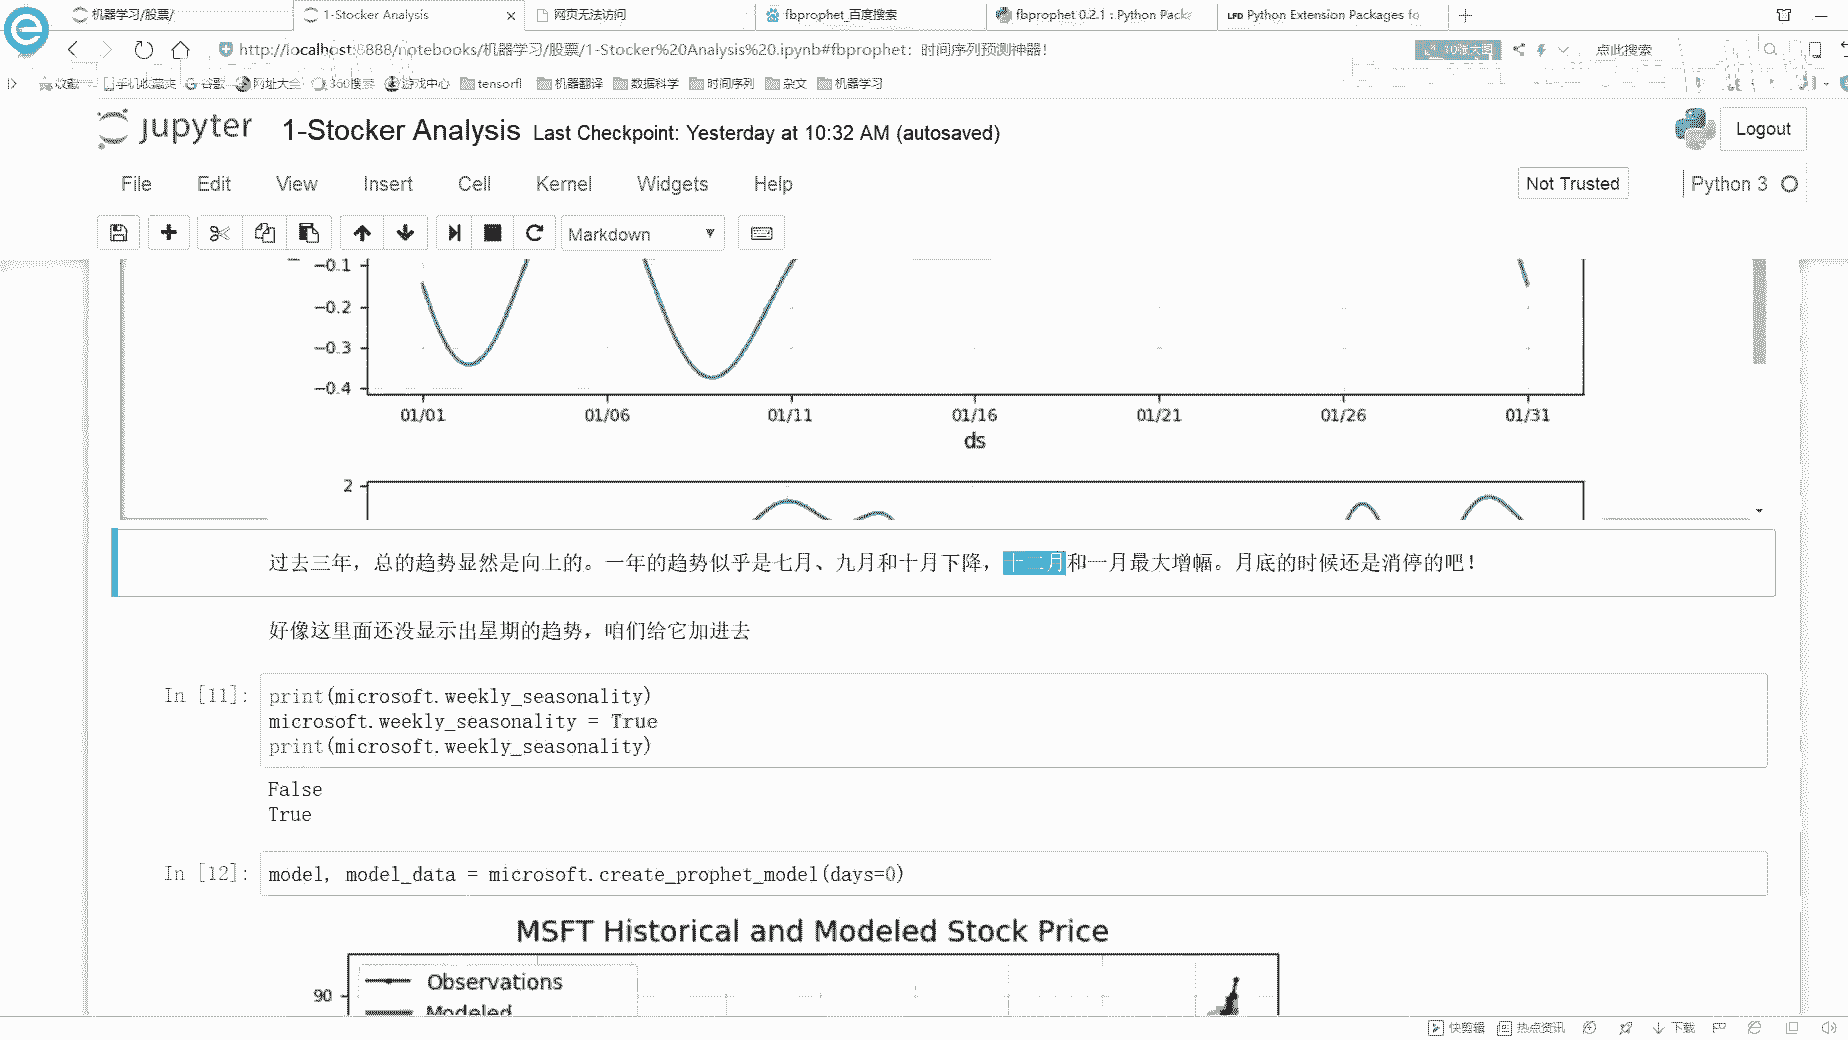 机器学习/股票/
1-Stocker Analysis
网页无法访问
fbprophet_百度搜索
fbprophet 0.2.1 : Python Pack
LFD Python Extension Packages fo
http://localhost:8888/notebooks/机器学习/股票/1-Stocker%20Analysis%20.ipynb#fbprophet：时间序列预测神器！
点此搜索
收藏 手机收藏夹 谷歌 网址大全 360搜索 游戏中心 tensorfl 机器翻译 数据科学 时间序列 杂文 机器学习
jupyter 1-Stocker Analysis Last Checkpoint: Yesterday at 10:32 AM (autosaved)
Logout
File Edit View Insert Cell Kernel Widgets Help
Not Trusted
Python 3
Markdown
−0.1
−0.2
−0.3
−0.4
01/01 01/06 01/11 01/16 01/21 01/26 01/31
ds
2
过去三年，总的趋势显然是向上的。一年的趋势似乎是七月、九月和十月下降，十二月和一月最大增幅。月底的时候还是消停的吧！
好像这里面还没显示出星期的趋势，咱们给它加进去
In [11]:
print(microsoft.weekly_seasonality)
microsoft.weekly_seasonality = True
print(microsoft.weekly_seasonality)
False
True
In [12]:
model, model_data = microsoft.create_prophet_model(days=0)
MSFT Historical and Modeled Stock Price
Observations
90
Modeled
快剪辑 热点资讯 下载